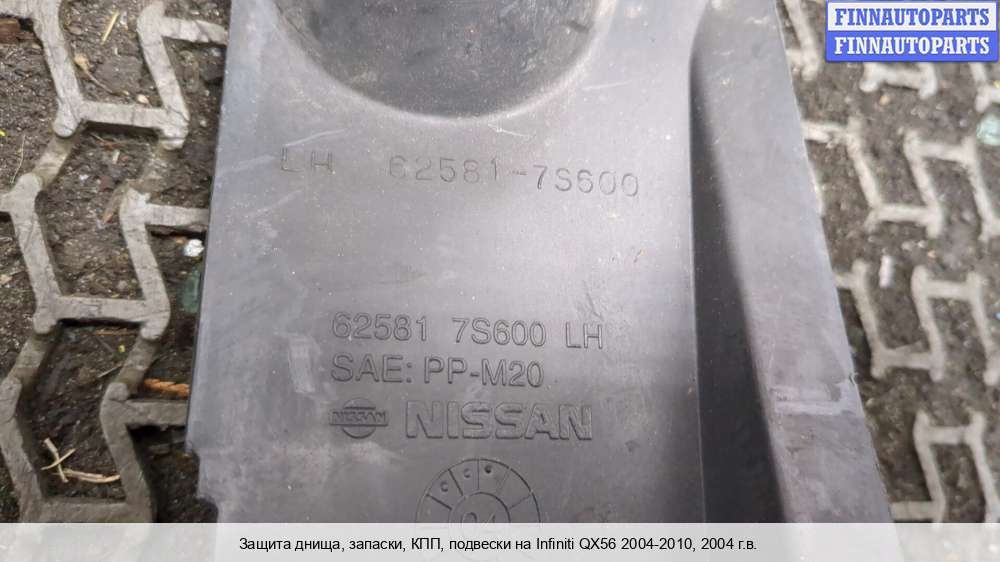 FINNAUTOPARTS
FINNAUTOPARTS
LH 62581-7S600
62581 7S600 LH
SAE: PP-M20
NISSAN NISSAN
04
Защита днища, запаски, КПП, подвески на Infiniti QX56 2004-2010, 2004 г.в.